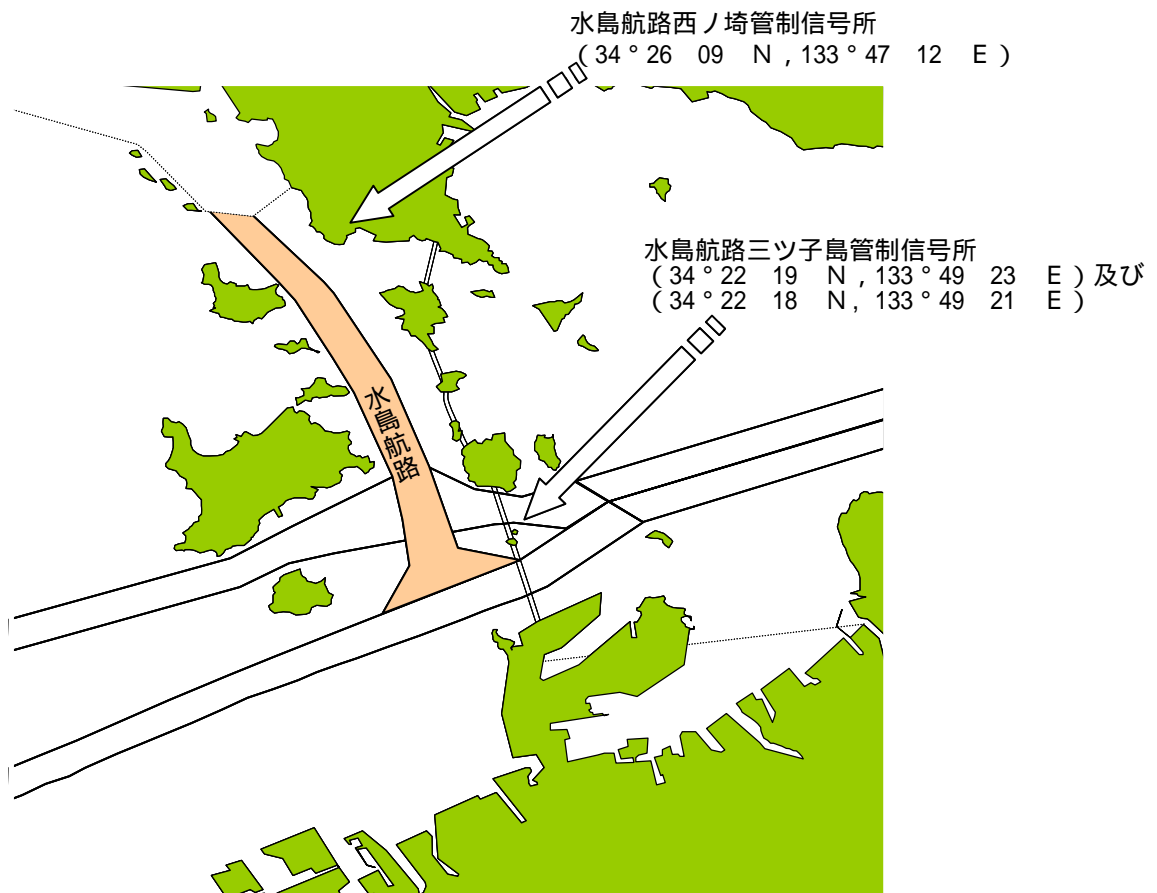 水島航路西ノ埼管制信号所
（34°26 09 N ,133°47 12 E ）
水島航路三ツ子島管制信号所
（34°22 19 N ,133°49 23 E ）及び
（34°22 18 N, 133°49 21 E ）
水島航路